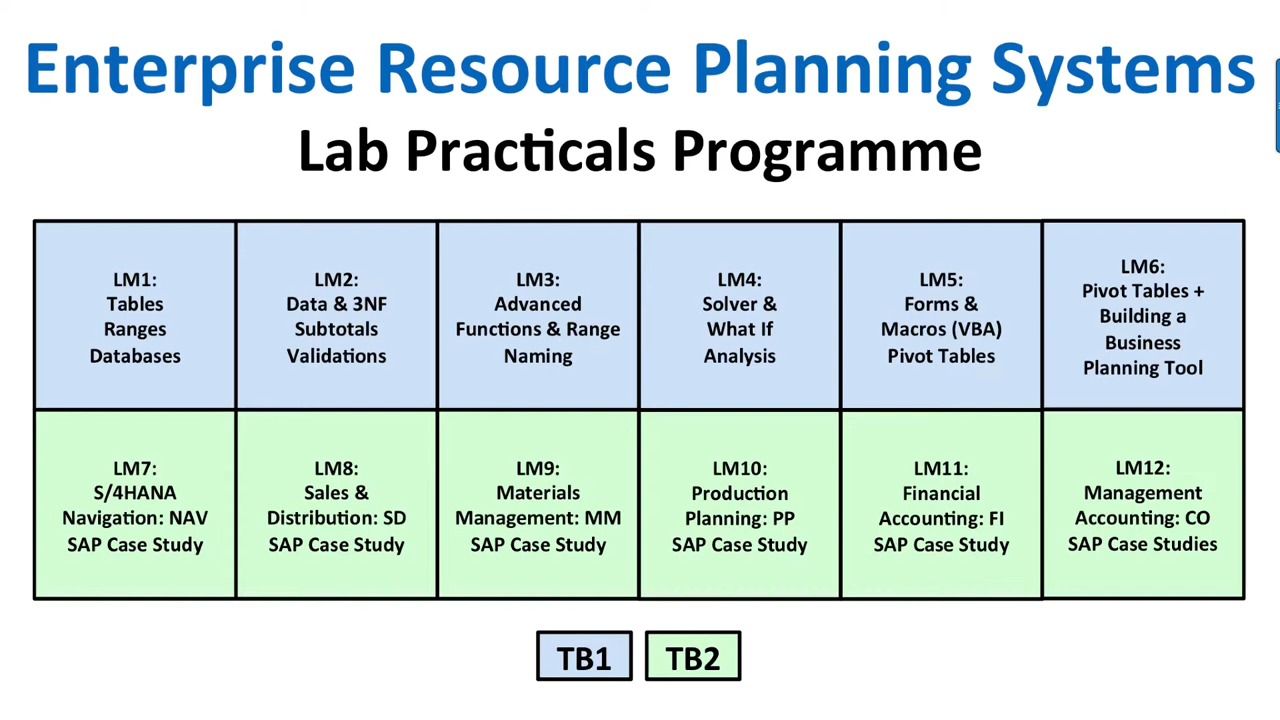 Enterprise Resource Planning Systems
Lab Practicals Programme
LM1:
Tables
Ranges
Databases
LM2:
Data & 3NF
Subtotals
Validations
LM3:
Advanced
Functions & Range
Naming
LM4:
Solver &
What If
Analysis
LM5:
Forms &
Macros (VBA)
Pivot Tables
LM6:
Pivot Tables +
Building a
Business
Planning Tool
LM7:
S/4HANA
Navigation: NAV
SAP Case Study
LM8:
Sales &
Distribution: SD
SAP Case Study
LM9:
Materials
Management: MM
SAP Case Study
LM10:
Production
Planning: PP
SAP Case Study
LM11:
Financial
Accounting: FI
SAP Case Study
LM12:
Management
Accounting: CO
SAP Case Studies
TB1
TB2